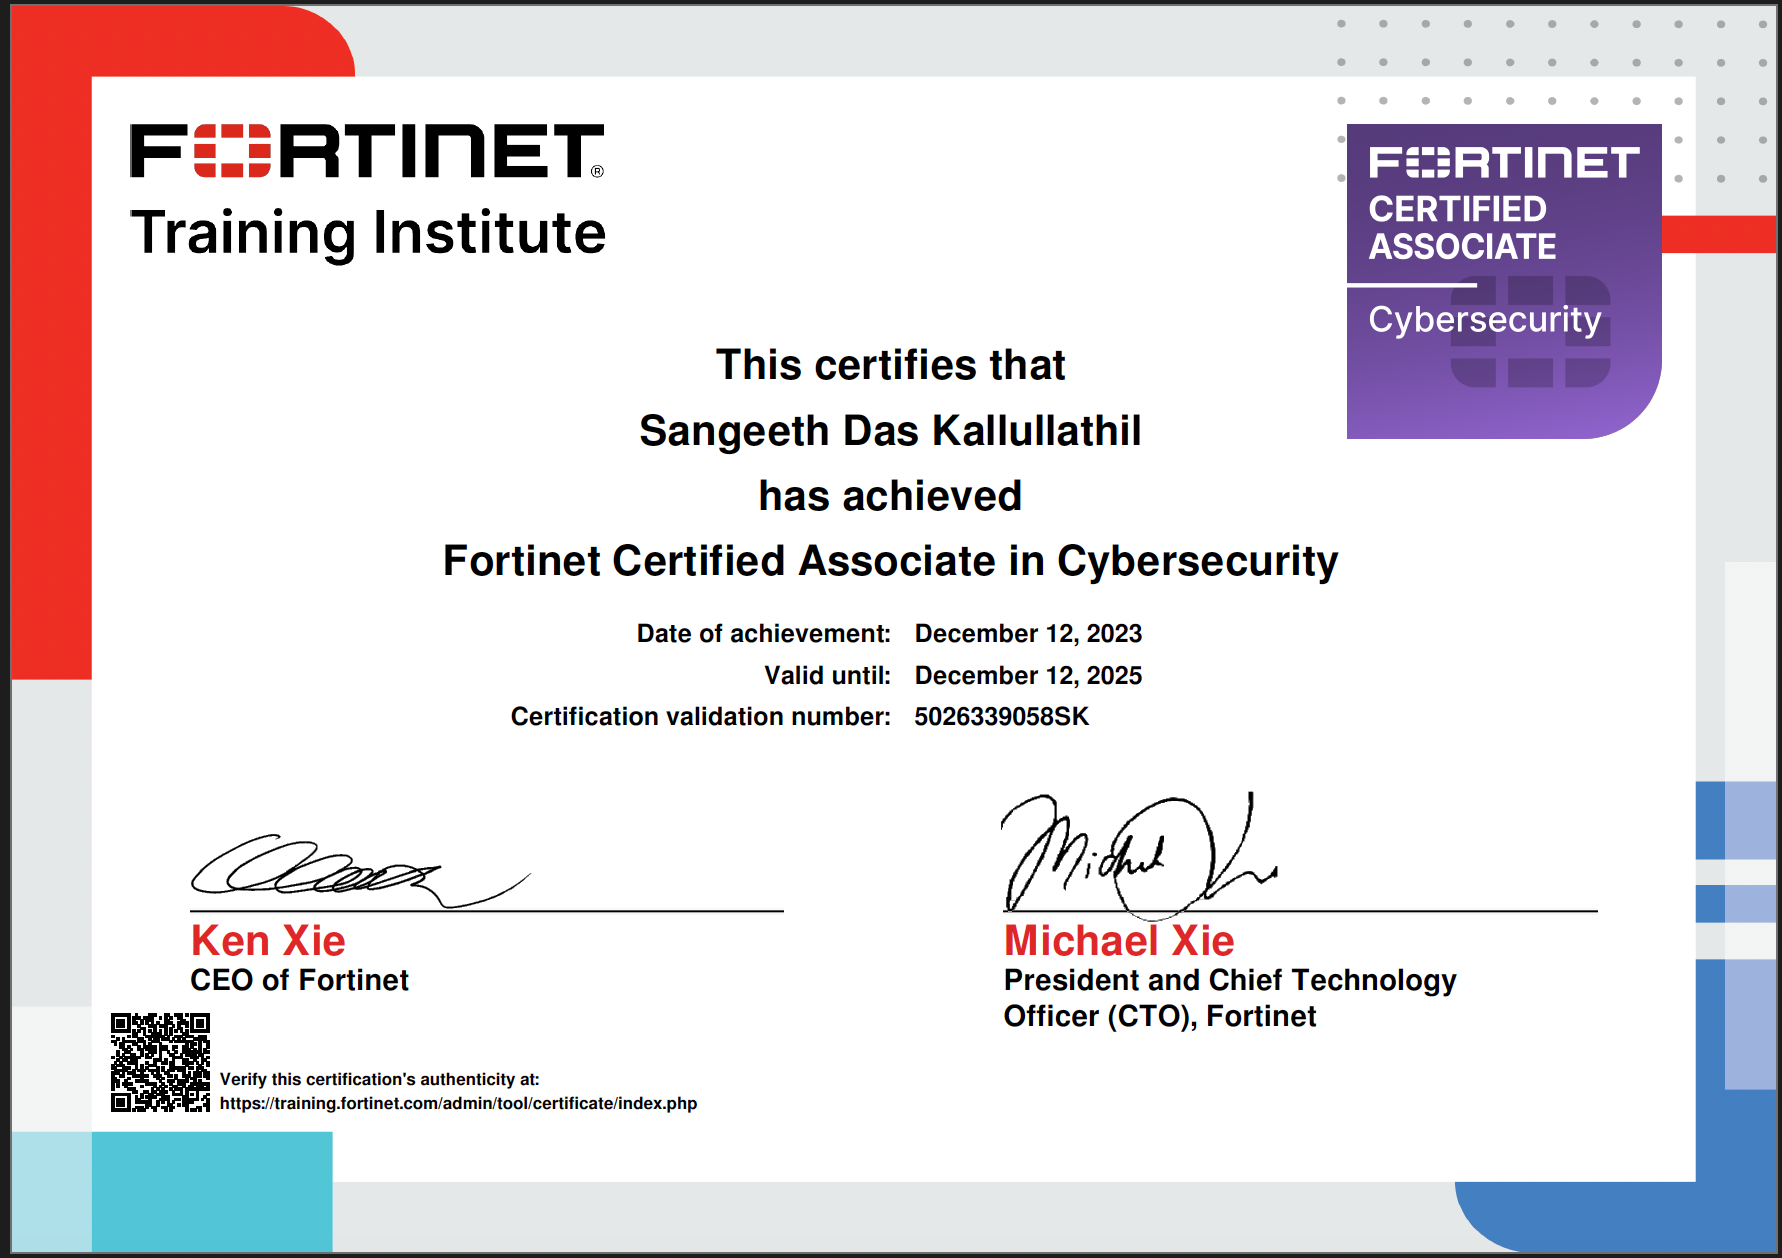 FORTINET®
Training Institute
FORTINET
CERTIFIED
ASSOCIATE
Cybersecurity
This certifies that
Sangeeth Das Kallullathil
has achieved
Fortinet Certified Associate in Cybersecurity
Date of achievement: December 12, 2023
Valid until: December 12, 2025
Certification validation number: 5026339058SK
Ken Xie
CEO of Fortinet
Michael Xie
President and Chief Technology
Officer (CTO), Fortinet
Verify this certification's authenticity at:
https://training.fortinet.com/admin/tool/certificate/index.php